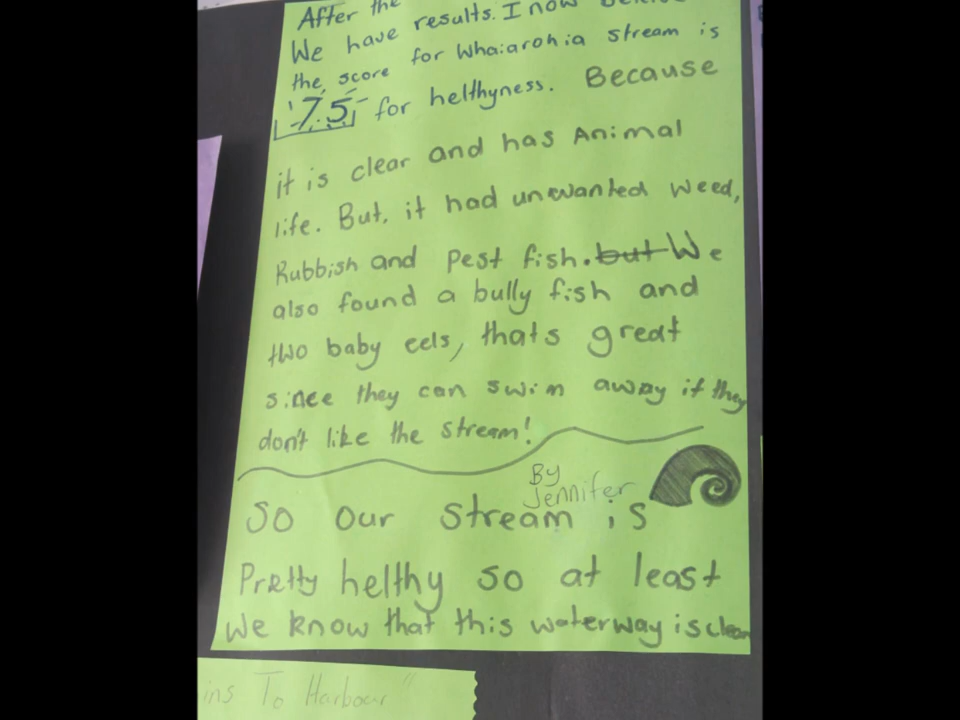 After the
We have results. I now
the score for Whaiarohia stream is
7.5 for helthyness. Because
it is clear and has Animal
life. But, it had unwanted weed,
Rubbish and Pest fish. but We
also found a bully fish and
two baby eels, thats great
since they can swim away if they
don't like the stream!
By
Jennifer
So our stream is
Pretty helthy so at least
We know that this waterway is clean
ins To Harbour"